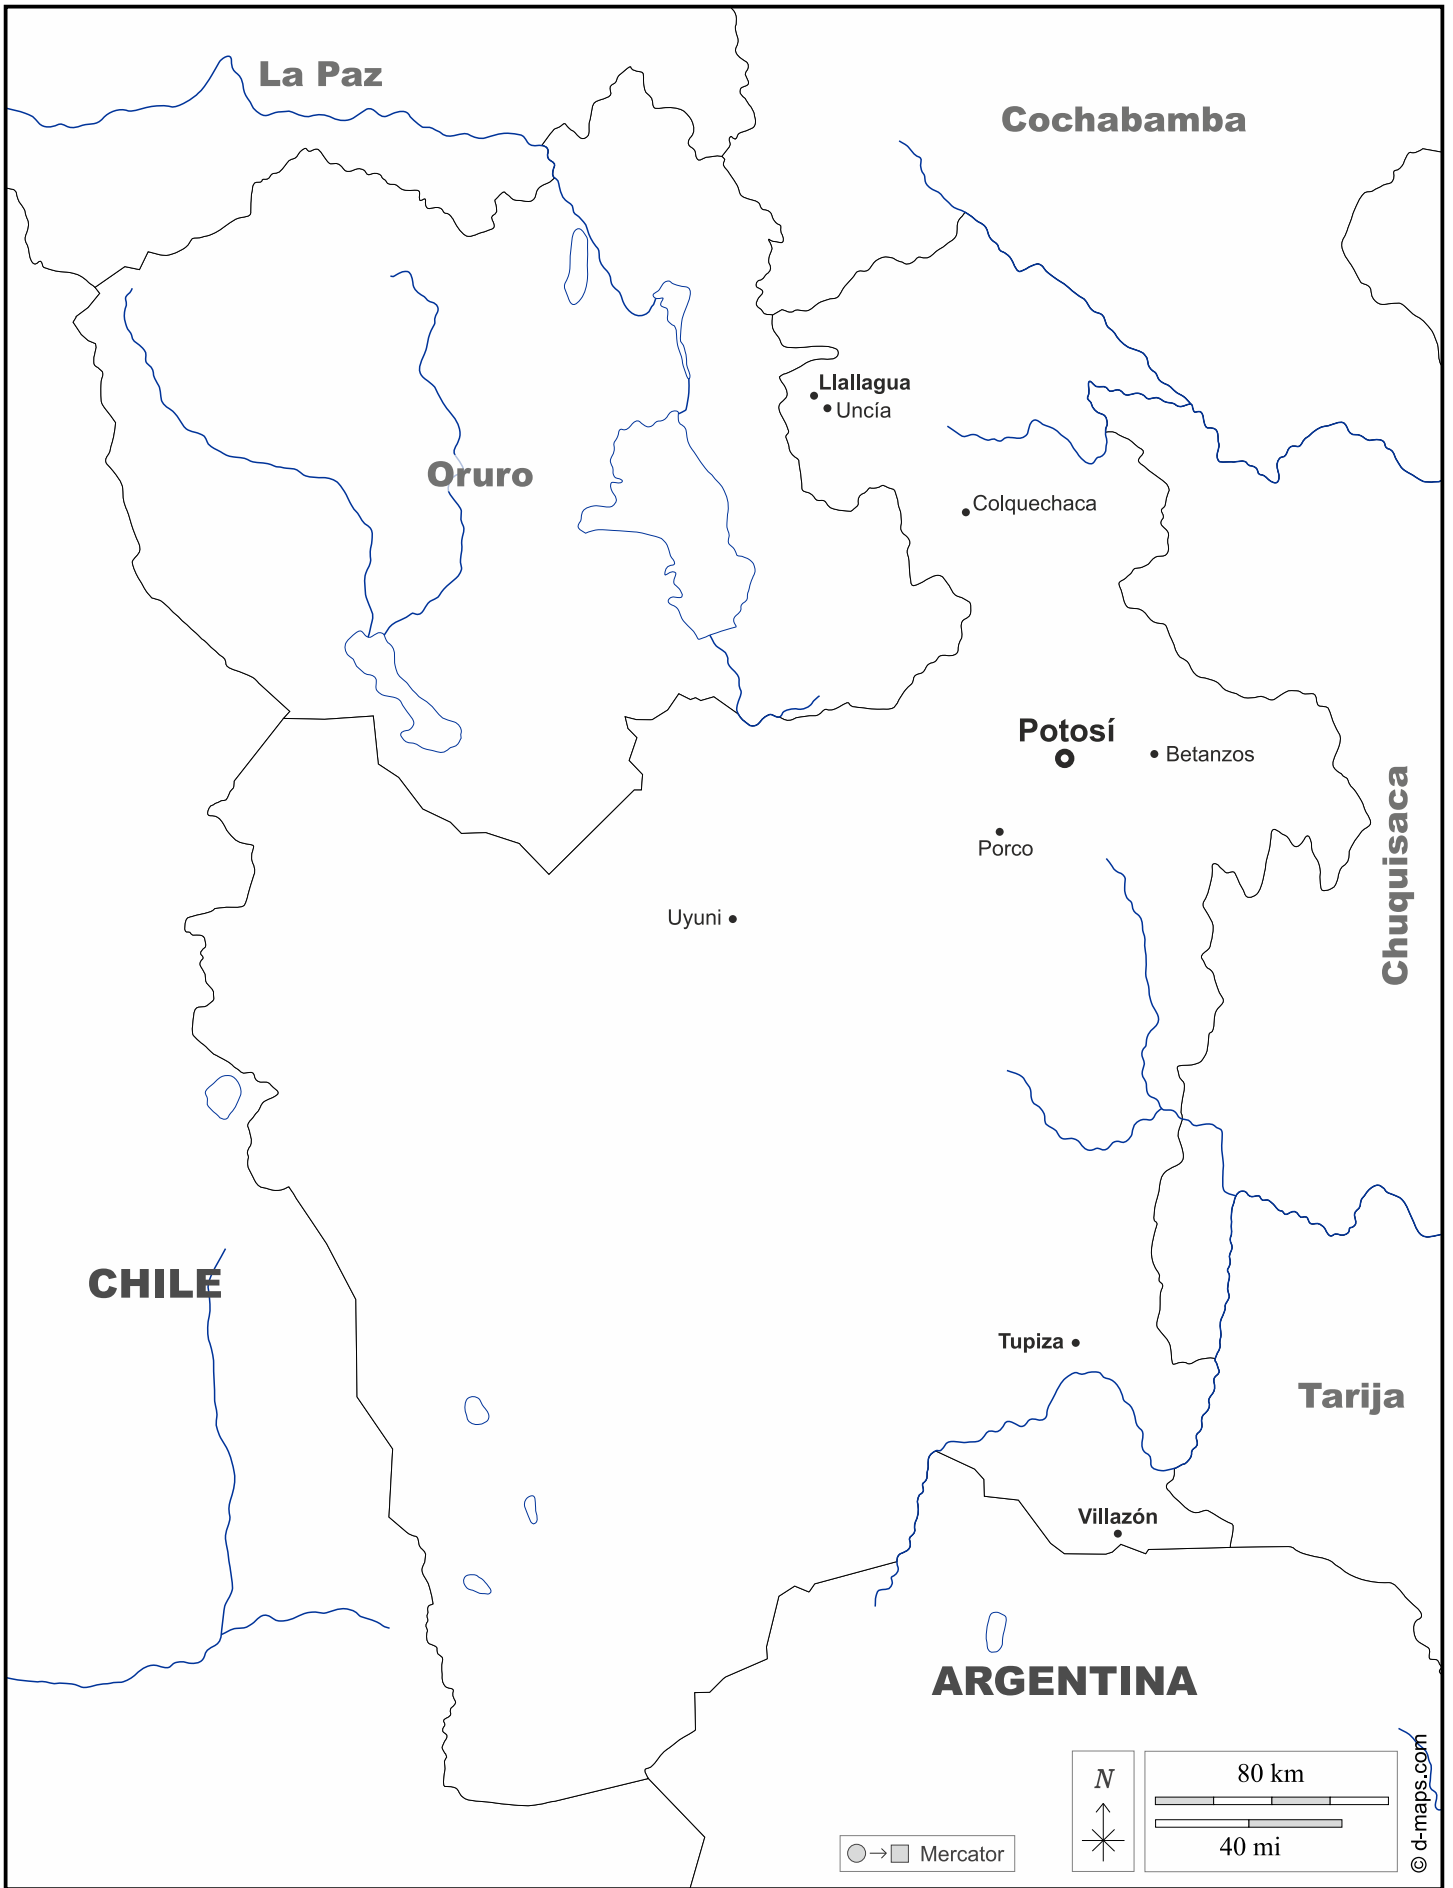 La Paz
Cochabamba
Llallagua
Uncía
Oruro
Colquechaca
Potosí
Betanzos
Chuquisaca
Porco
Uyuni
CHILE
Tupiza
Tarija
Villazón
ARGENTINA
N
80 km
40 mi
Mercator
© d-maps.com